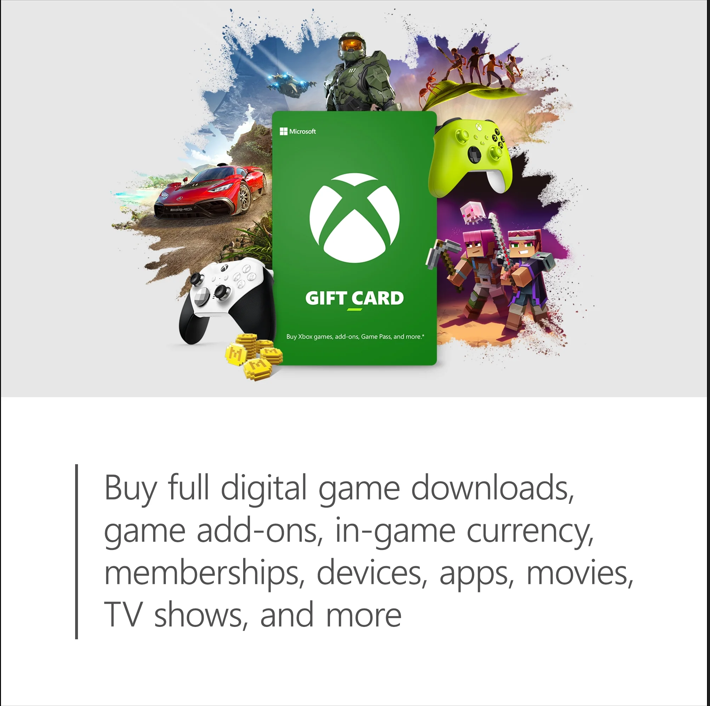 Microsoft
GIFT CARD
Buy Xbox games, add-ons, Game Pass, and more.*
Buy full digital game downloads,
game add-ons, in-game currency,
memberships, devices, apps, movies,
TV shows, and more